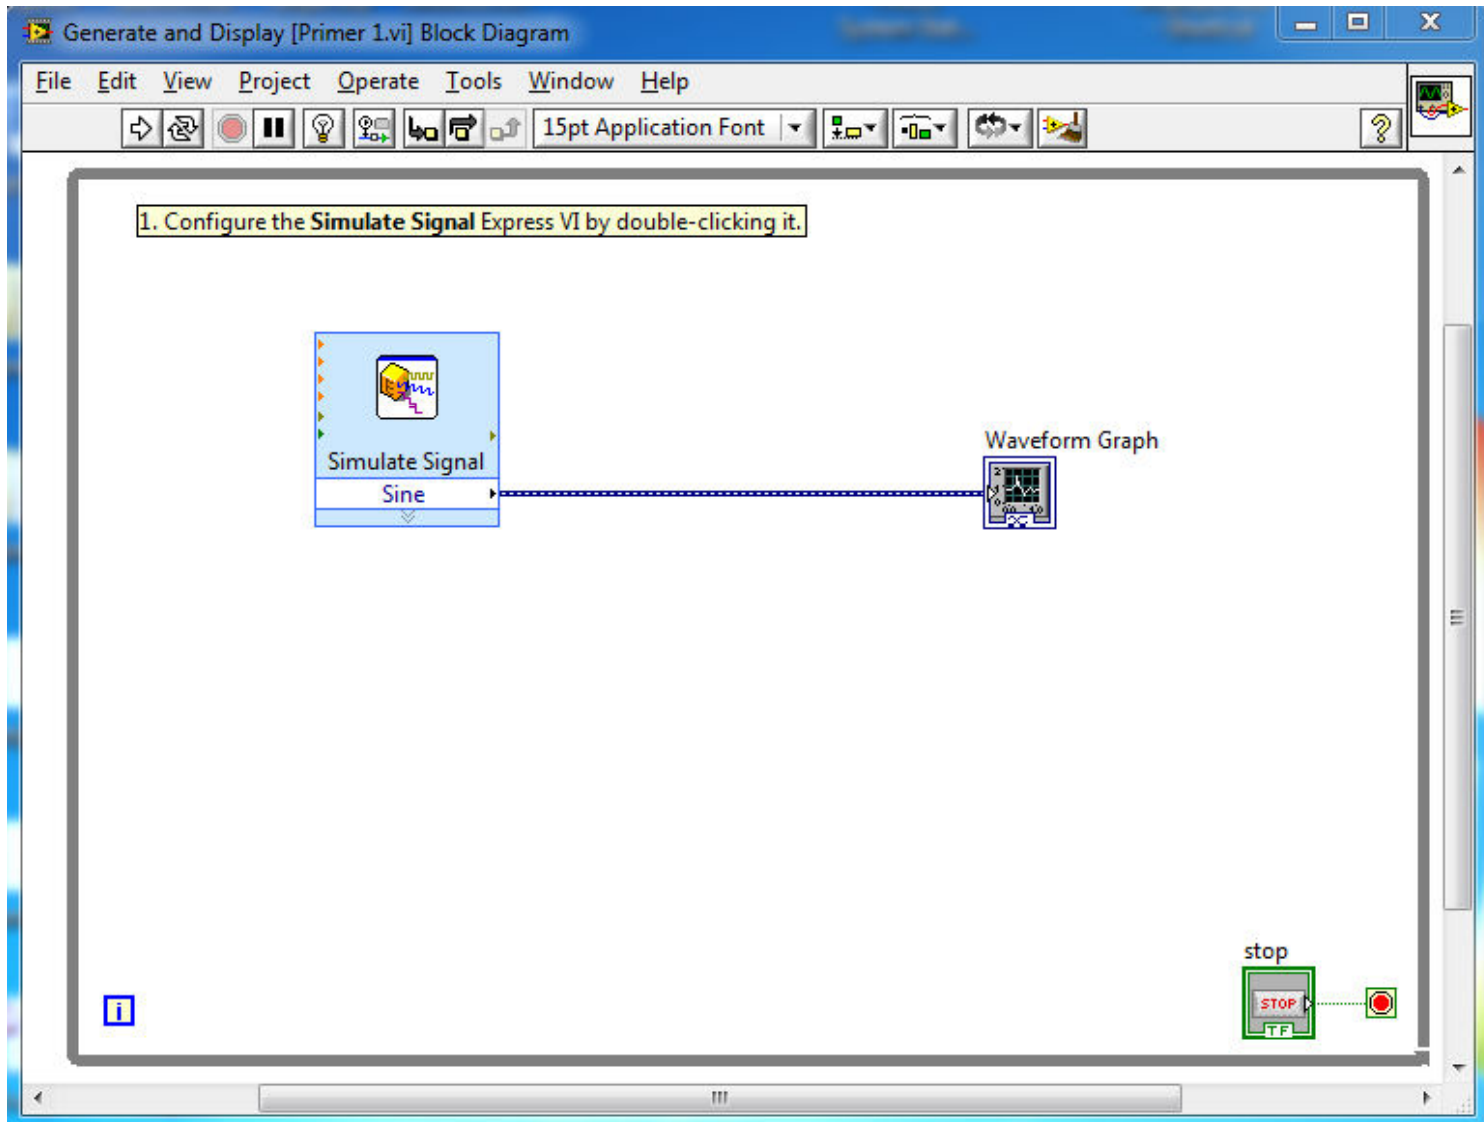 Generate and Display [Primer 1.vi] Block Diagram
File Edit View Project Operate Tools Window Help
15pt Application Font
1. Configure the Simulate Signal Express VI by double-clicking it.
Simulate Signal
Sine
Waveform Graph
stop
STOP
TF
i